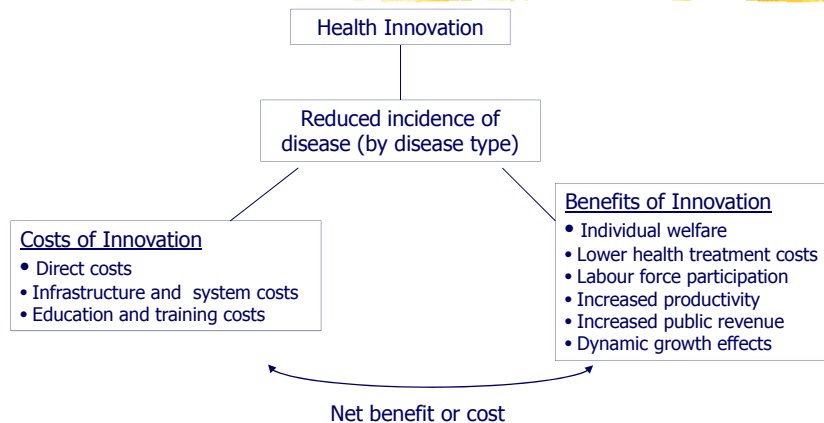 Health Innovation
Reduced incidence of
disease (by disease type)
Costs of Innovation
• Direct costs
• Infrastructure and system costs
• Education and training costs
Benefits of Innovation
• Individual welfare
• Lower health treatment costs
• Labour force participation
• Increased productivity
• Increased public revenue
• Dynamic growth effects
Net benefit or cost